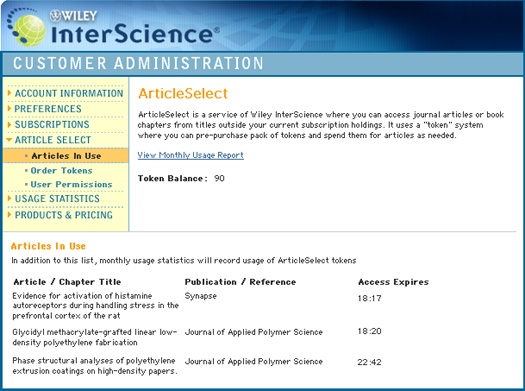 WILEY
InterScience®
CUSTOMER ADMINISTRATION
ACCOUNT INFORMATION
PREFERENCES
SUBSCRIPTIONS
ARTICLE SELECT
Articles In Use
Order Tokens
User Permissions
USAGE STATISTICS
PRODUCTS & PRICING
ArticleSelect
ArticleSelect is a service of Wiley InterScience where you can access journal articles or book
chapters from titles outside your current subscription holdings. It uses a "token" system
where you can pre-purchase pack of tokens and spend them for articles as needed.
View Monthly Usage Report
Token Balance: 90
Articles In Use
In addition to this list, monthly usage statistics will record usage of ArticleSelect tokens
Article / Chapter Title Publication / Reference Access Expires
Evidence for activation of histamine Synapse 18:17
autoreceptors during handling stress in the
prefrontal cortex of the rat
Glycidyl methacrylate-grafted linear low- Journal of Applied Polymer Science 18:20
density polyethylene fabrication
Phase structural analyses of polyethylene Journal of Applied Polymer Science 22:42
extrusion coatings on high-density papers.